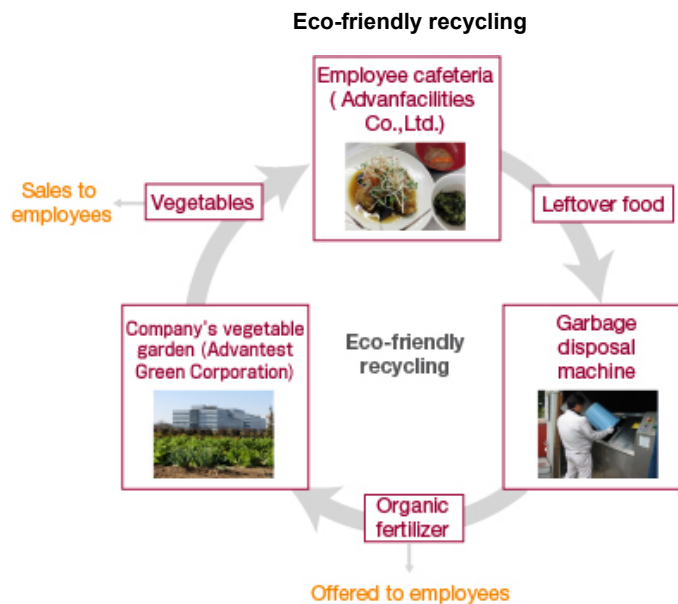 Eco-friendly recycling
Employee cafeteria
( Advanfacilities
Co.,Ltd.)
Sales to
employees
Vegetables
Leftover food
Company's vegetable
garden (Advantest
Green Corporation)
Eco-friendly
recycling
Garbage
disposal
machine
Organic
fertilizer
Offered to employees